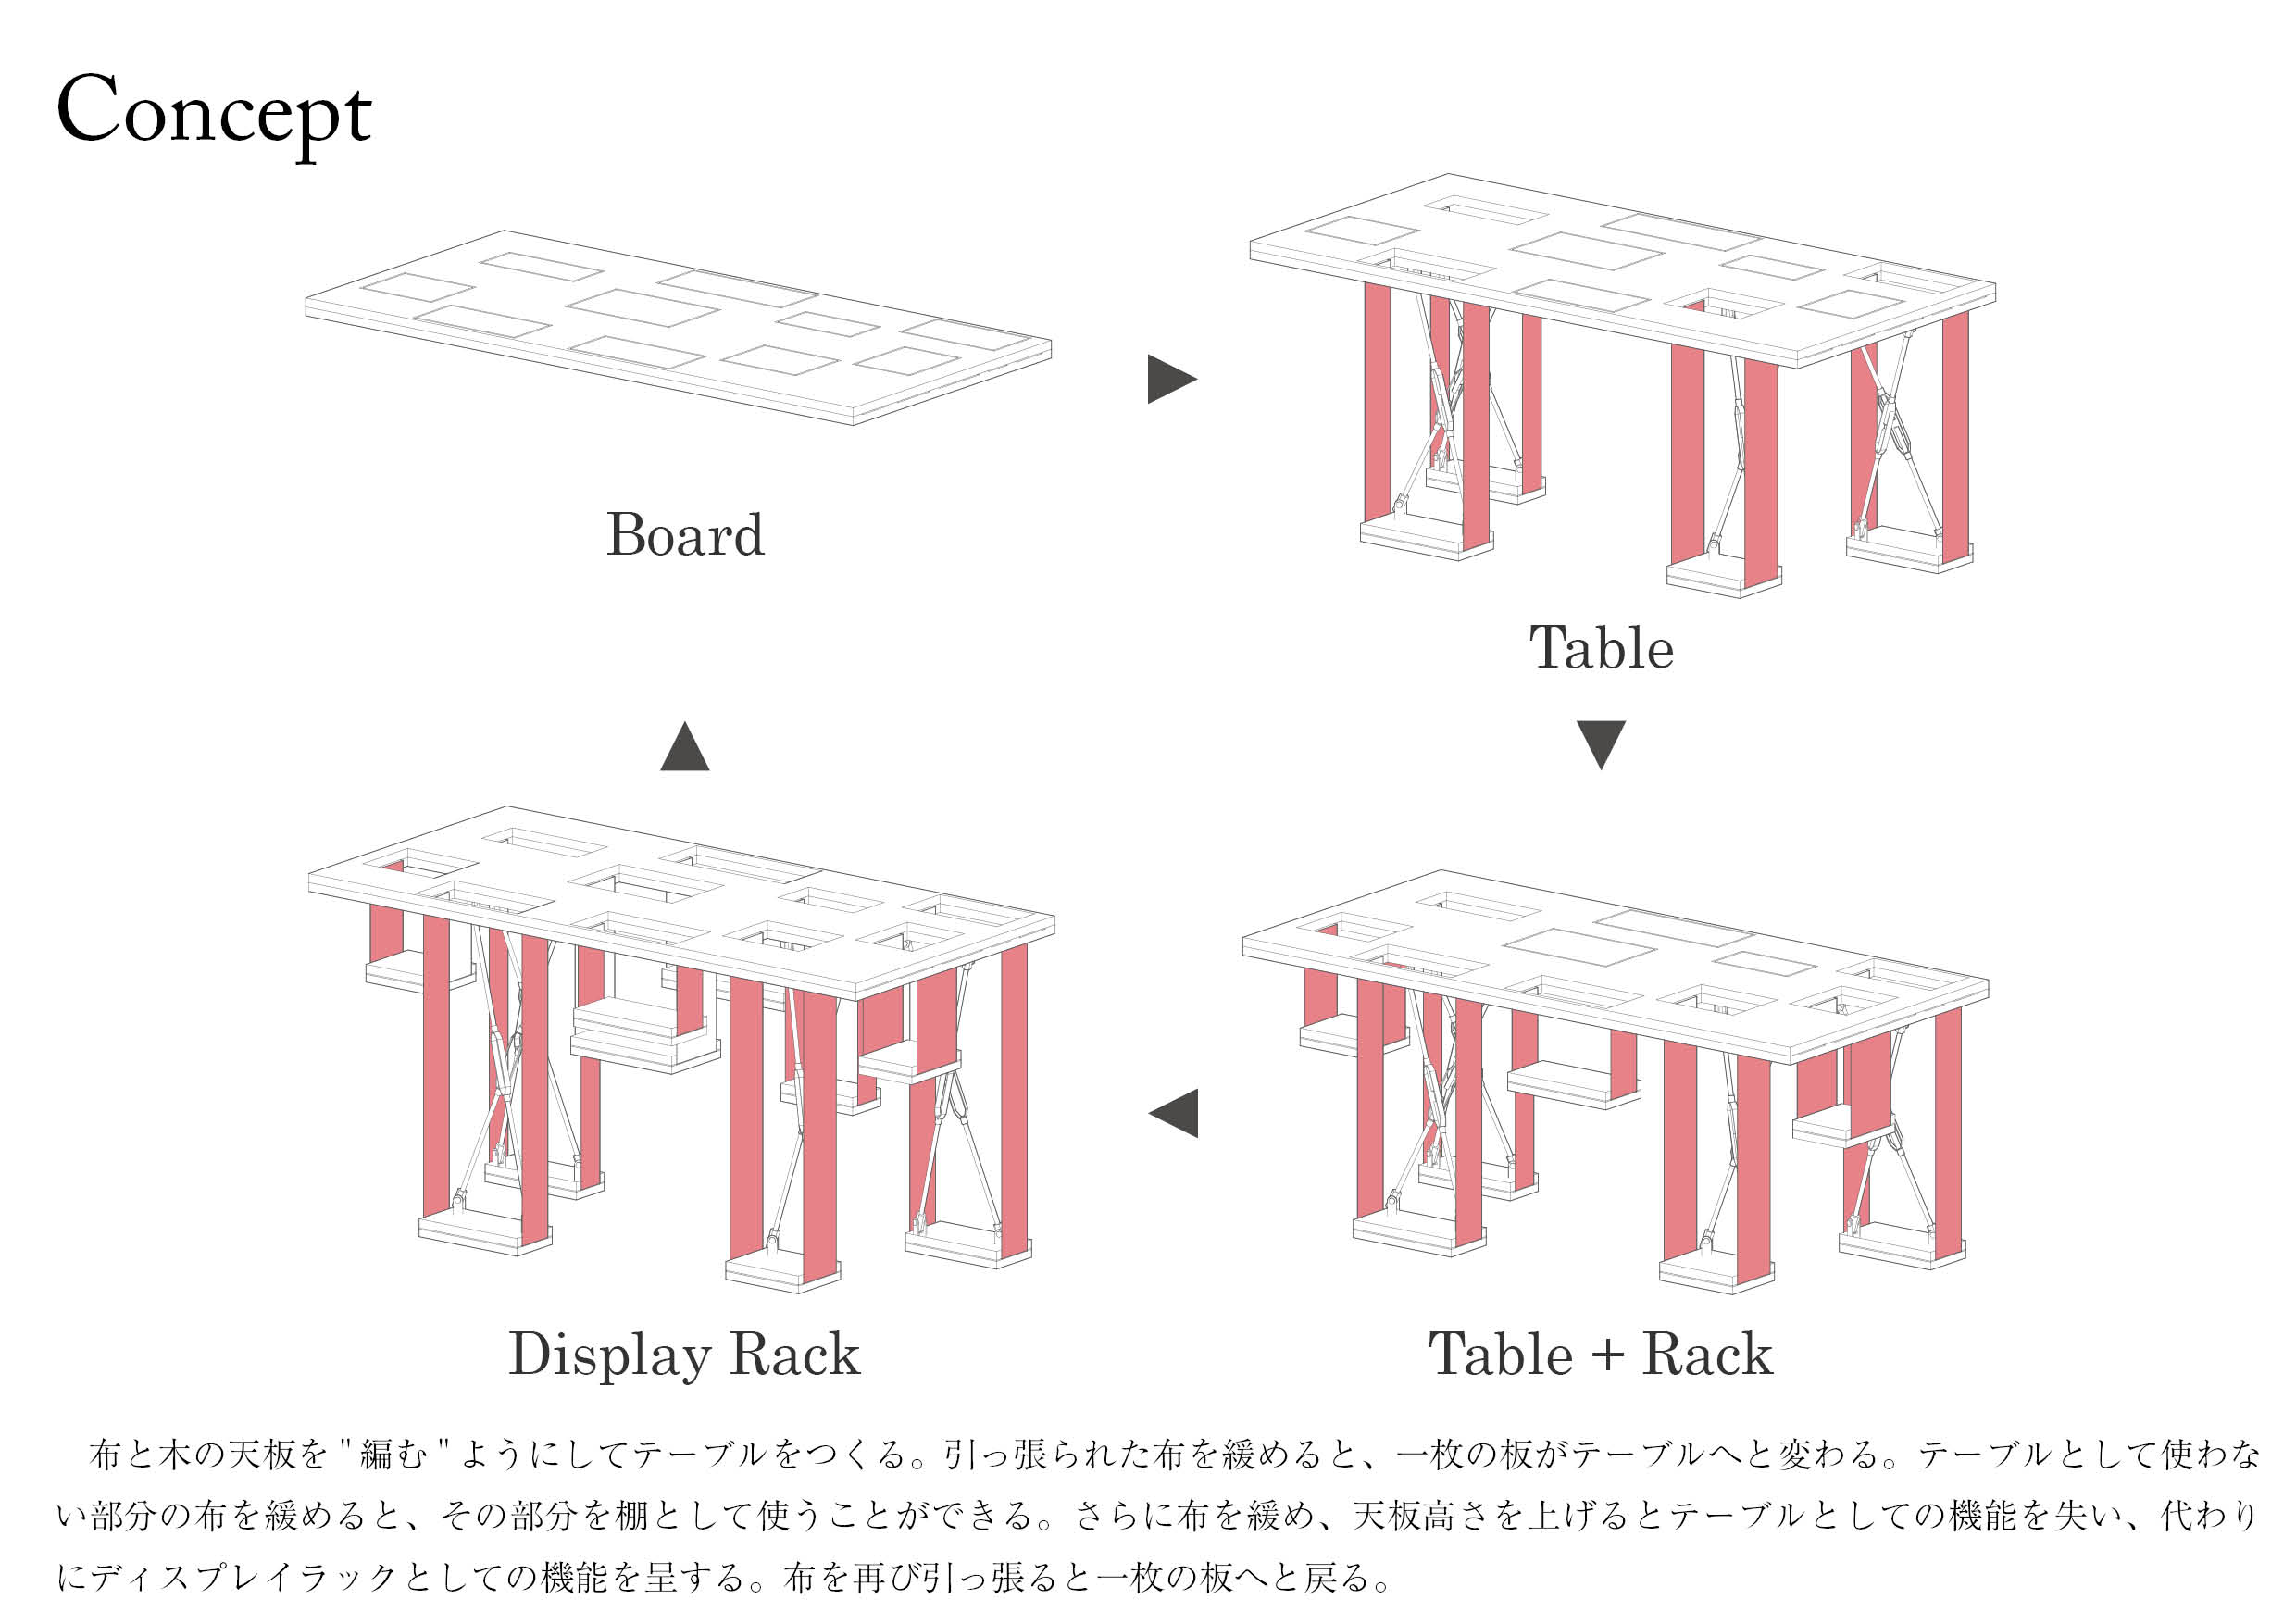 Concept
Board
Table
Display Rack
Table + Rack
布と木の天板を"編む"ようにしてテーブルをつくる。引っ張られた布を緩めると、一枚の板がテーブルへと変わる。テーブルとして使わな
い部分の布を緩めると、その部分を棚として使うことができる。さらに布を緩め、天板高さを上げるとテーブルとしての機能を失い、代わり
にディスプレイラックとしての機能を呈する。布を再び引っ張ると一枚の板へと戻る。